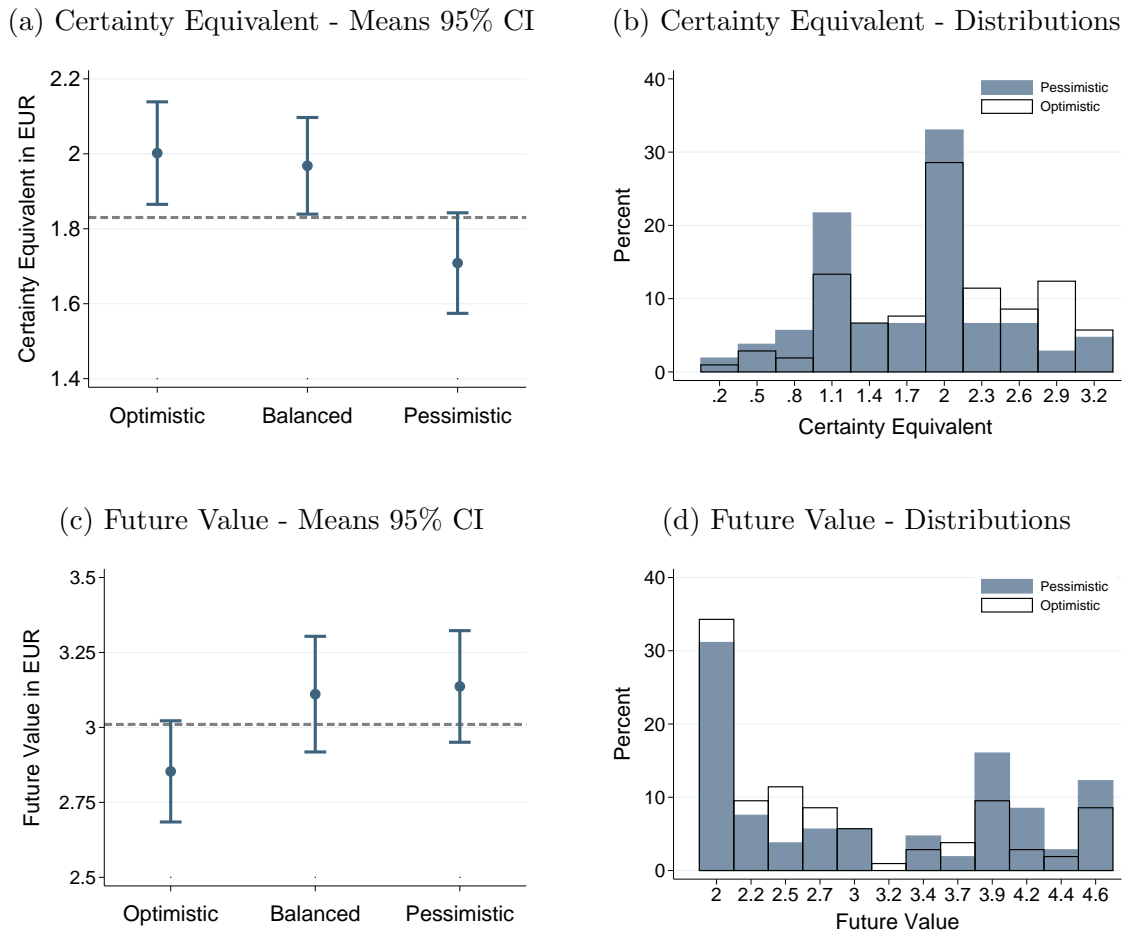 (a) Certainty Equivalent - Means 95% CI
Certainty Equivalent in EUR
2.2
2
1.8
1.6
1.4
Optimistic Balanced Pessimistic
(b) Certainty Equivalent - Distributions
Percent
40
30
20
10
0
Pessimistic
Optimistic
.2 .5 .8 1.1 1.4 1.7 2 2.3 2.6 2.9 3.2
Certainty Equivalent
(c) Future Value - Means 95% CI
Future Value in EUR
3.5
3.25
3
2.75
2.5
Optimistic Balanced Pessimistic
(d) Future Value - Distributions
Percent
40
30
20
10
0
Pessimistic
Optimistic
2 2.2 2.5 2.7 3 3.2 3.4 3.7 3.9 4.2 4.4 4.6
Future Value